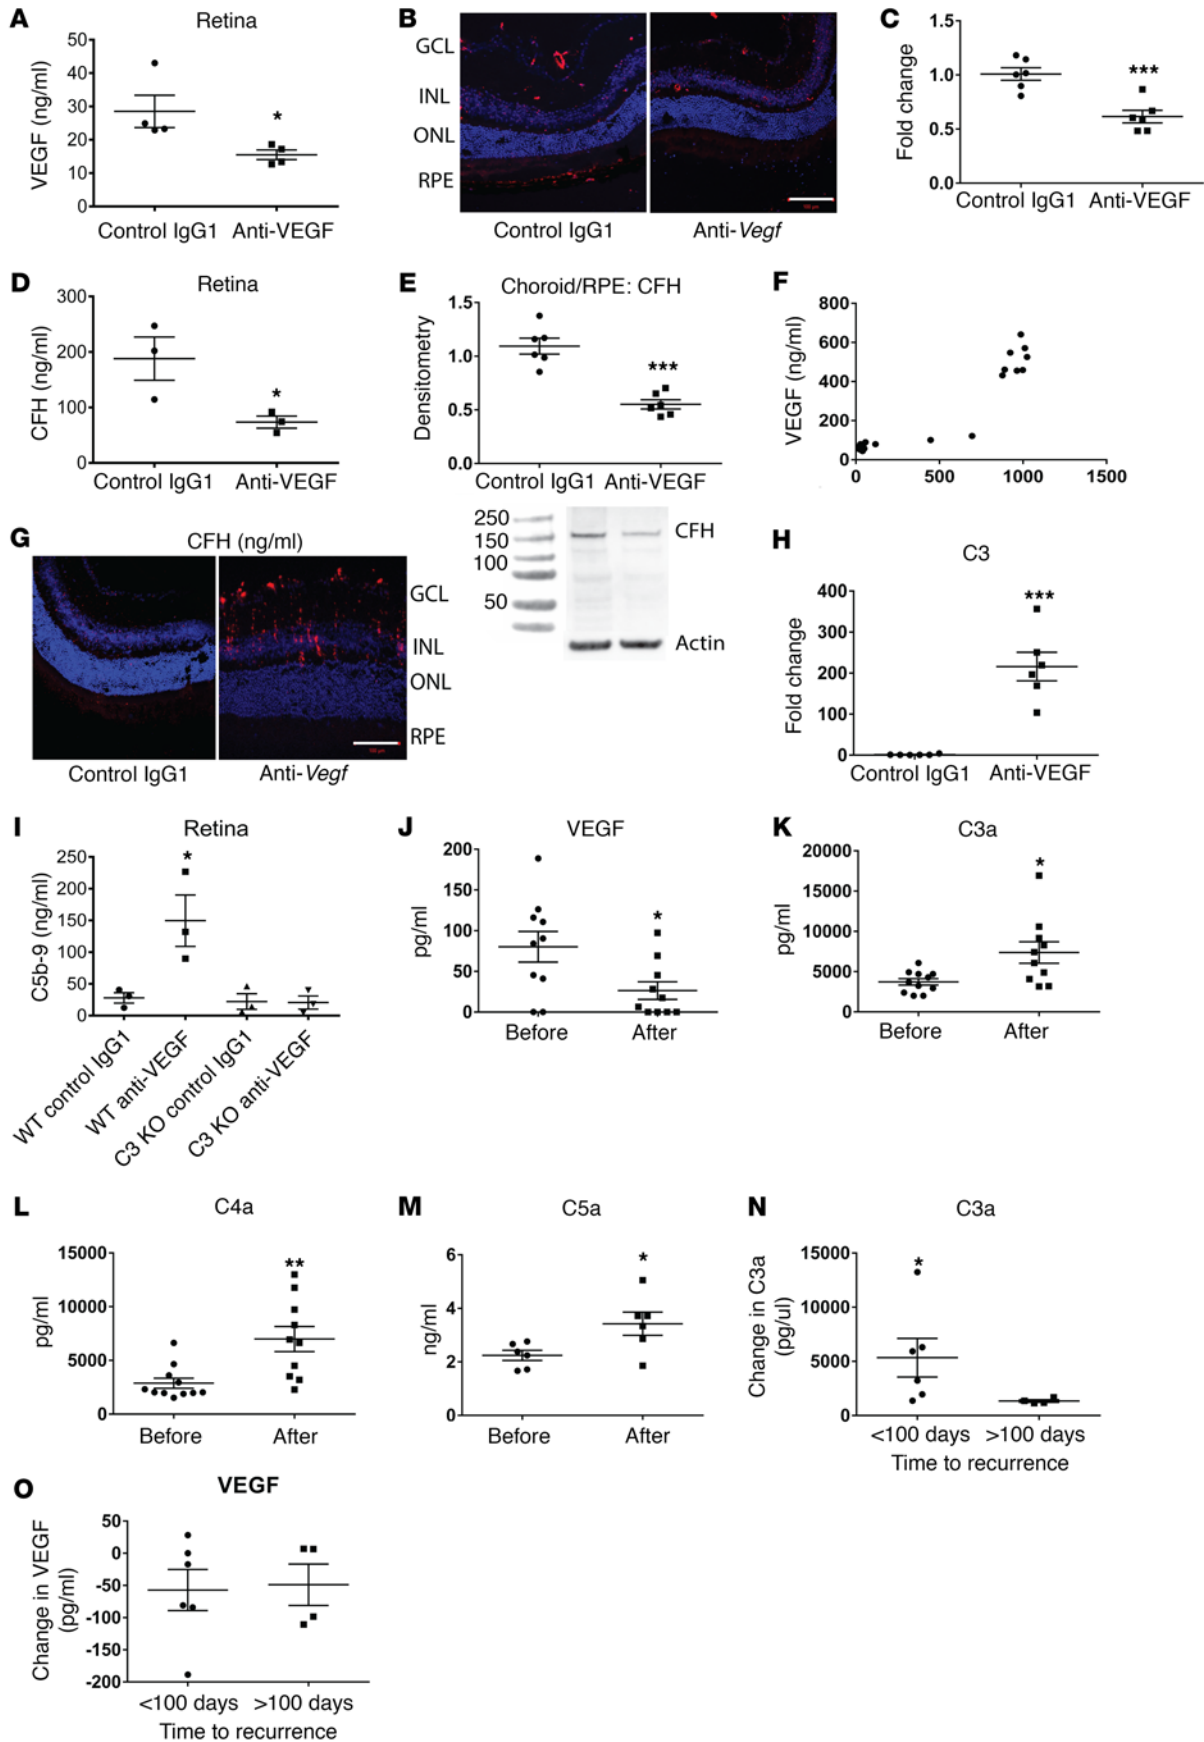 A
Retina
VEGF (ng/ml)
50
40
30
20
10
0
*
Control IgG1
Anti-VEGF
B
GCL
INL
ONL
RPE
Control IgG1
Anti-Vegf
C
Fold change
1.5
1.0
0.5
0.0
***
Control IgG1
Anti-VEGF
D
Retina
CFH (ng/ml)
300
200
100
0
*
Control IgG1
Anti-VEGF
E
Choroid/RPE: CFH
Densitometry
1.5
1.0
0.5
0.0
***
Control IgG1
Anti-VEGF
250
150
100
50
CFH
Actin
F
VEGF (ng/ml)
800
600
400
200
0
0
500
1000
1500
G
CFH (ng/ml)
GCL
INL
ONL
RPE
Control IgG1
Anti-Vegf
H
C3
Fold change
400
300
200
100
0
***
Control IgG1
Anti-VEGF
I
Retina
C5b-9 (ng/ml)
250
200
150
100
50
0
*
WT control IgG1
WT anti-VEGF
C3 KO control IgG1
C3 KO anti-VEGF
J
VEGF
pg/ml
200
150
100
50
0
*
Before
After
K
C3a
pg/ml
20000
15000
10000
5000
0
*
Before
After
L
C4a
pg/ml
15000
10000
5000
0
**
Before
After
M
C5a
ng/ml
6
4
2
0
*
Before
After
N
C3a
Change in C3a
(pg/ul)
15000
10000
5000
0
*
<100 days
>100 days
Time to recurrence
O
VEGF
Change in VEGF
(pg/ml)
50
0
-50
-100
-150
-200
<100 days
>100 days
Time to recurrence